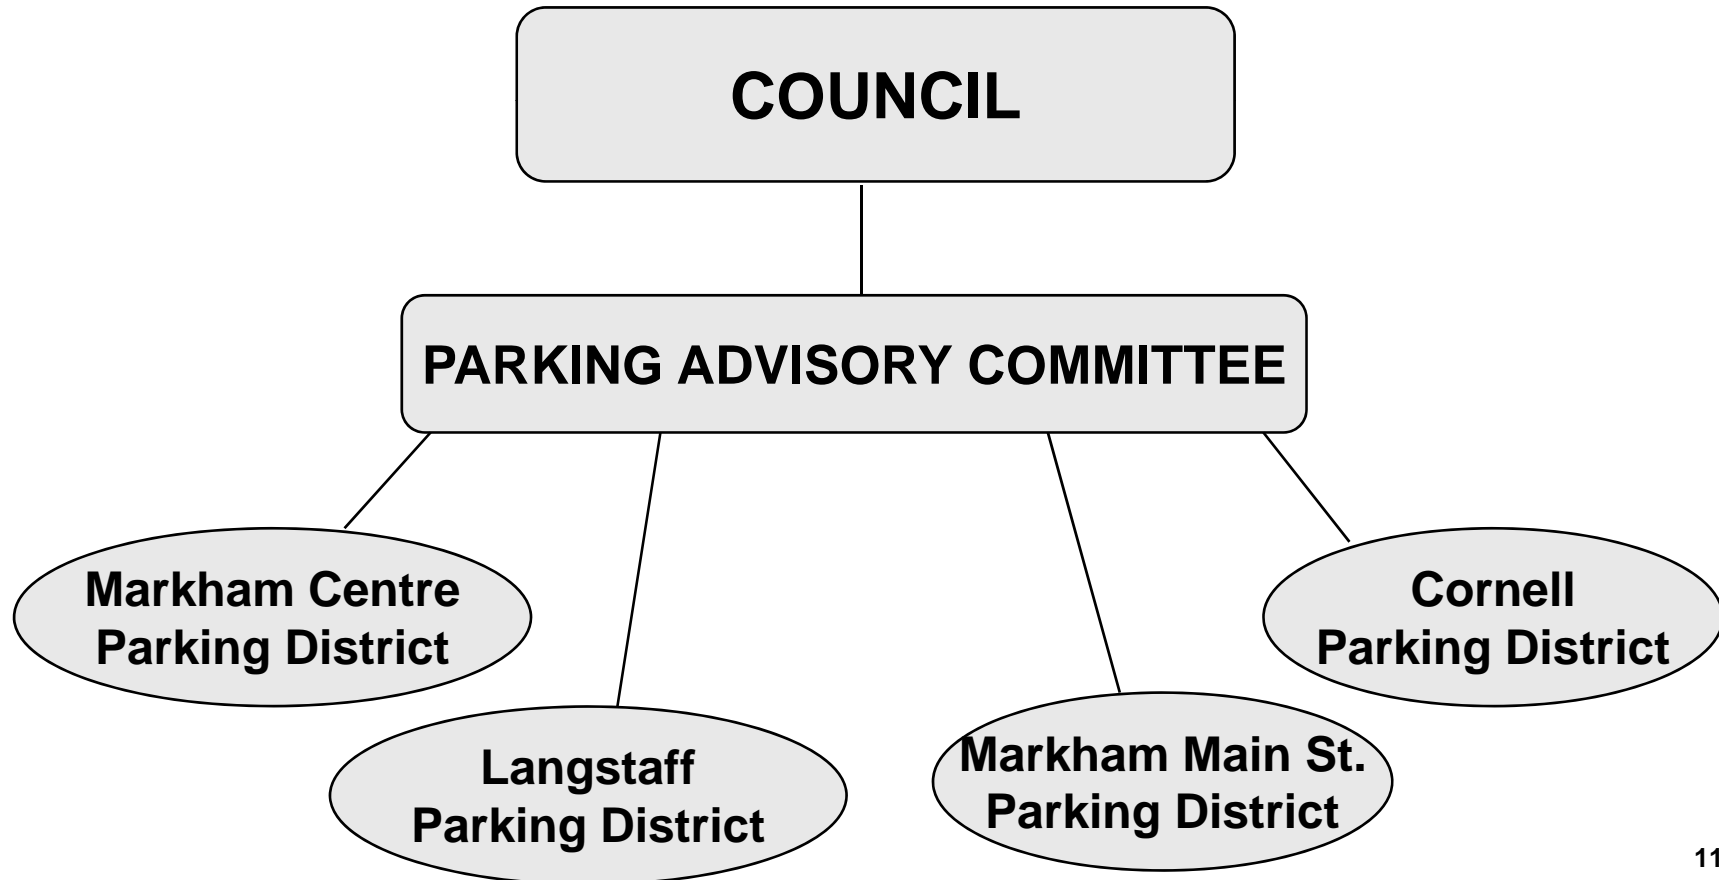 COUNCIL
PARKING ADVISORY COMMITTEE
Markham Centre
Parking District
Cornell
Parking District
Langstaff
Parking District
Markham Main St.
Parking District
11